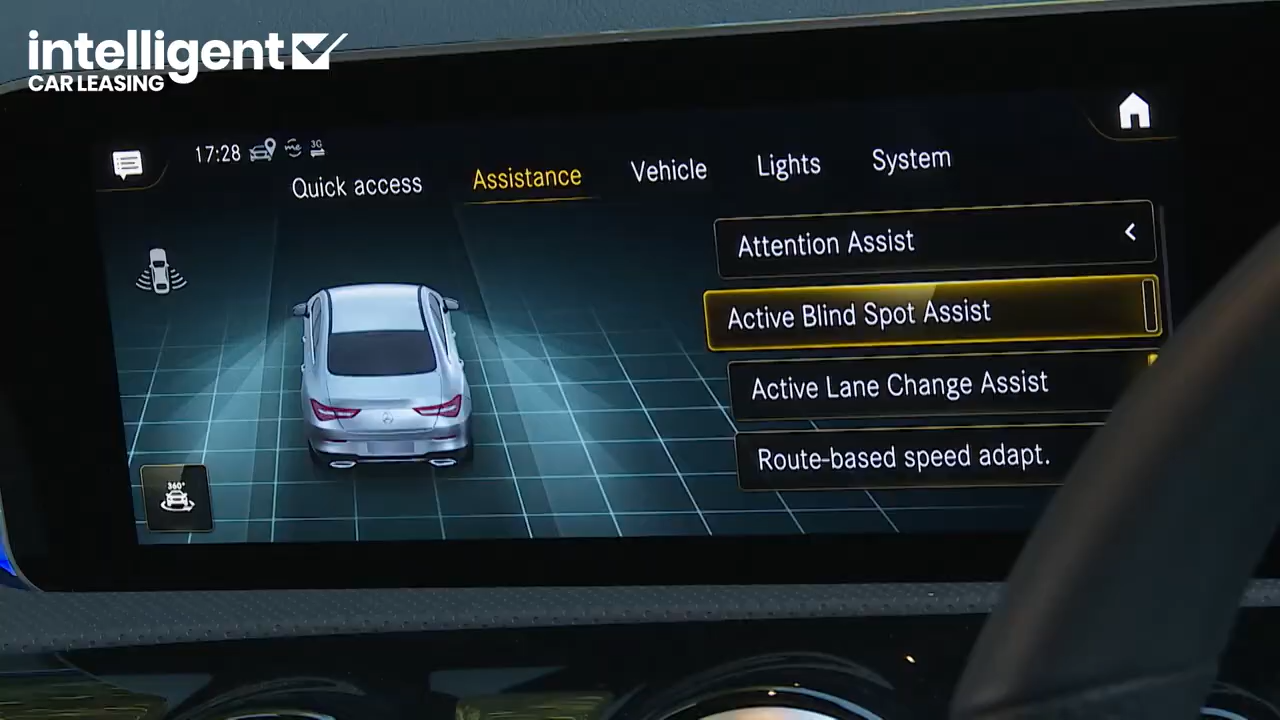 intelligent
CAR LEASING
17:28
me
3G
Quick access
Assistance
Vehicle
Lights
System
Attention Assist
Active Blind Spot Assist
Active Lane Change Assist
Route-based speed adapt.
360°